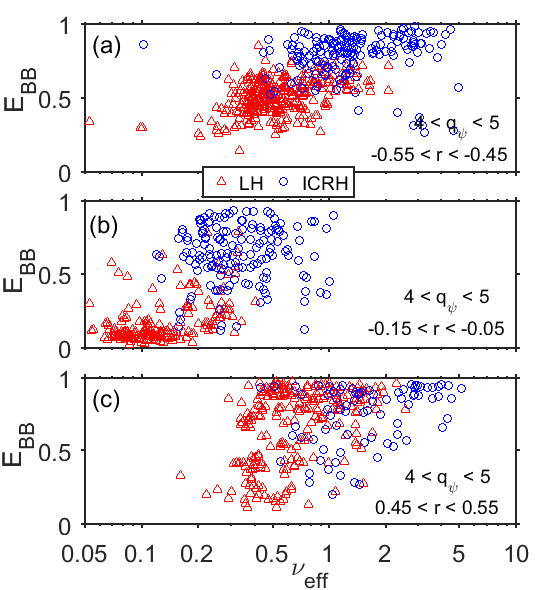 1
(a)
0.5
E_BB
4 < q_ψ < 5
-0.55 < r < -0.45
0
LH ICRH
1
(b)
0.5
E_BB
4 < q_ψ < 5
-0.15 < r < -0.05
0
1
(c)
0.5
E_BB
4 < q_ψ < 5
0.45 < r < 0.55
0
0.05 0.1 0.2 0.5 1 2 5 10
ν_eff